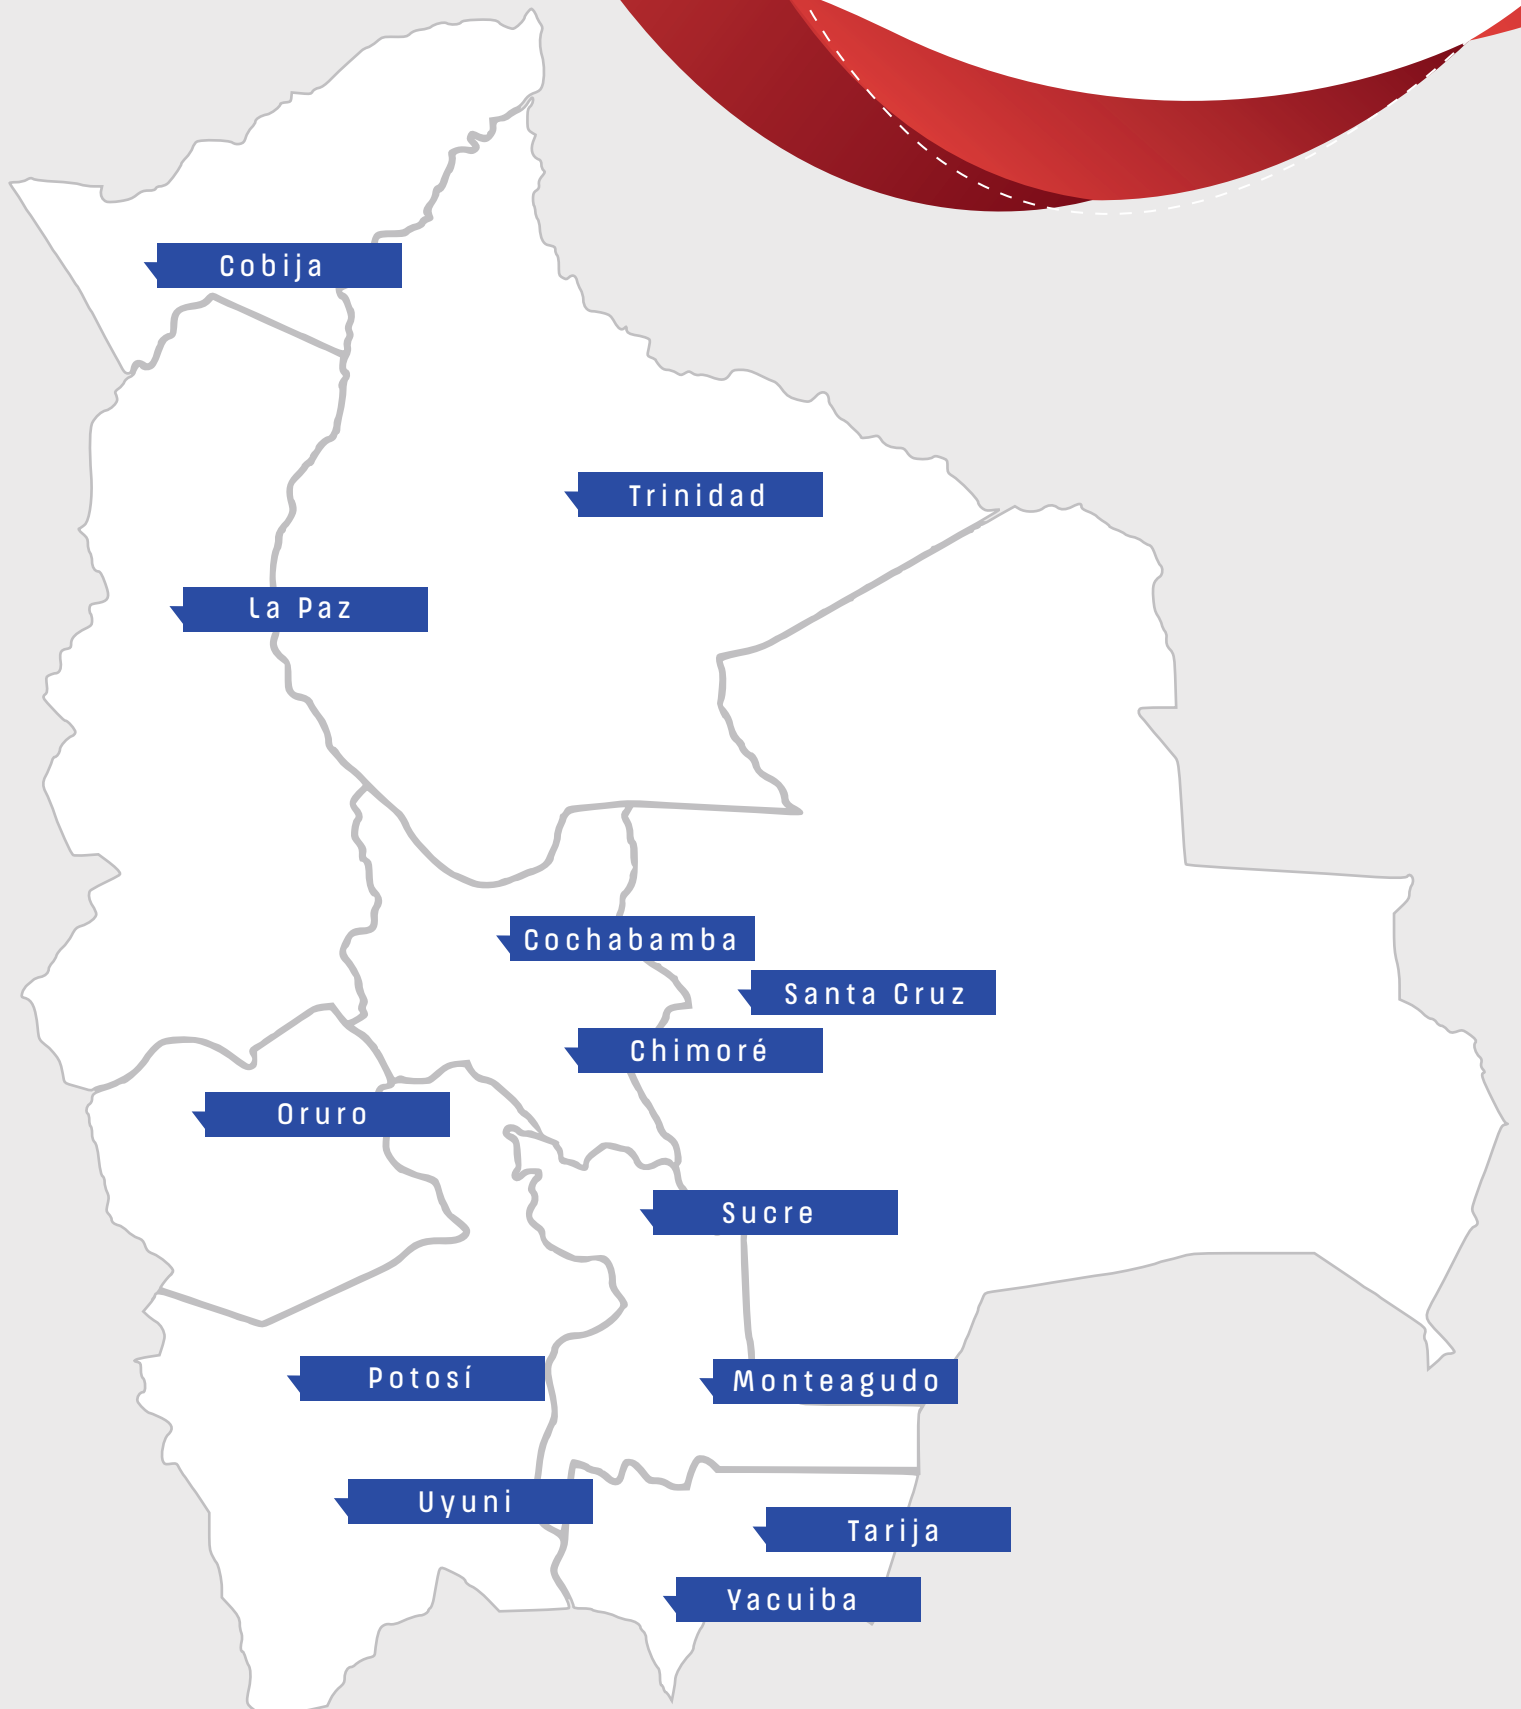 Cobija
Trinidad
La Paz
Cochabamba
Santa Cruz
Chimoré
Oruro
Sucre
Potosí
Monteagudo
Uyuni
Tarija
Yacuiba